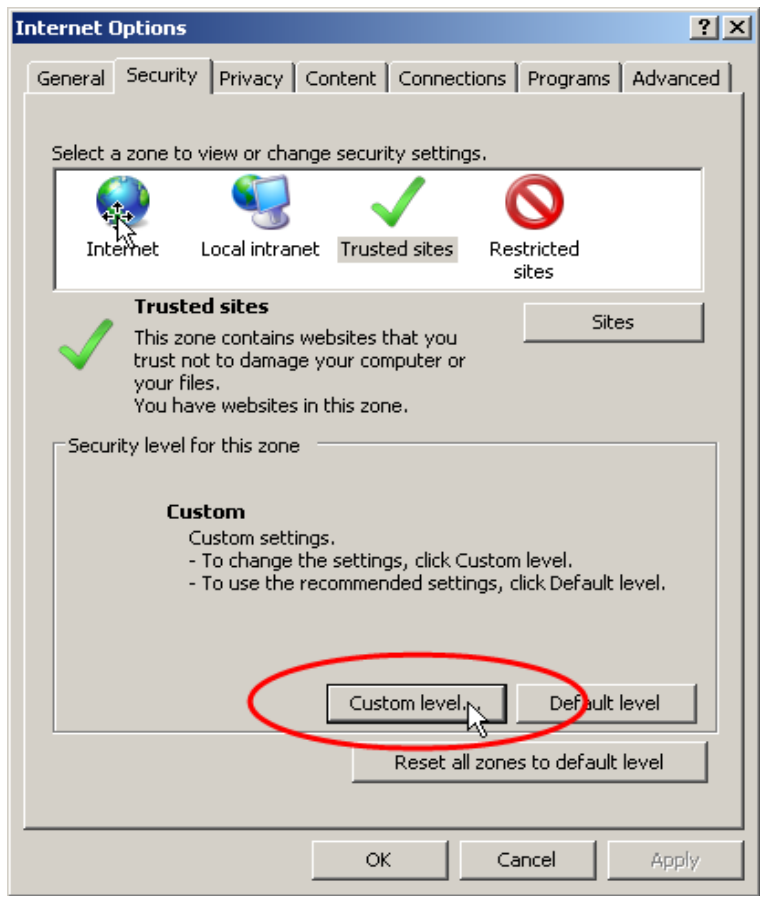 Internet Options
General Security Privacy Content Connections Programs Advanced
Select a zone to view or change security settings.
Internet Local intranet Trusted sites Restricted
sites
Trusted sites
Sites
This zone contains websites that you
trust not to damage your computer or
your files.
You have websites in this zone.
Security level for this zone
Custom
Custom settings.
- To change the settings, click Custom level.
- To use the recommended settings, click Default level.
Custom level... Default level
Reset all zones to default level
OK Cancel Apply